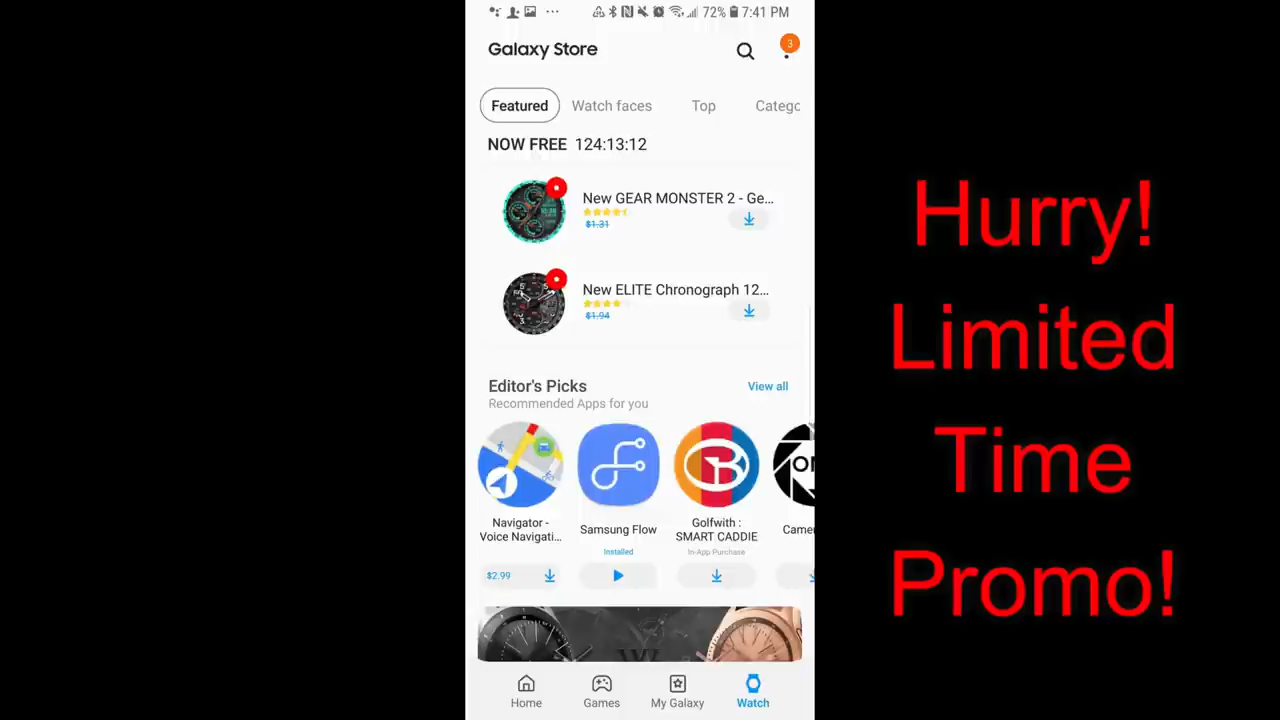 72% 7:41 PM
Galaxy Store
3
Featured Watch faces Top Catego
NOW FREE 124:13:12
New GEAR MONSTER 2 - Ge...
$1.31
New ELITE Chronograph 12...
$1.94
Editor's Picks View all
Recommended Apps for you
Navigator - Voice Navigati...
Samsung Flow
Golfwith : SMART CADDIE
Came
Installed
In-App Purchase
$2.99
Home Games My Galaxy Watch
Hurry!
Limited
Time
Promo!